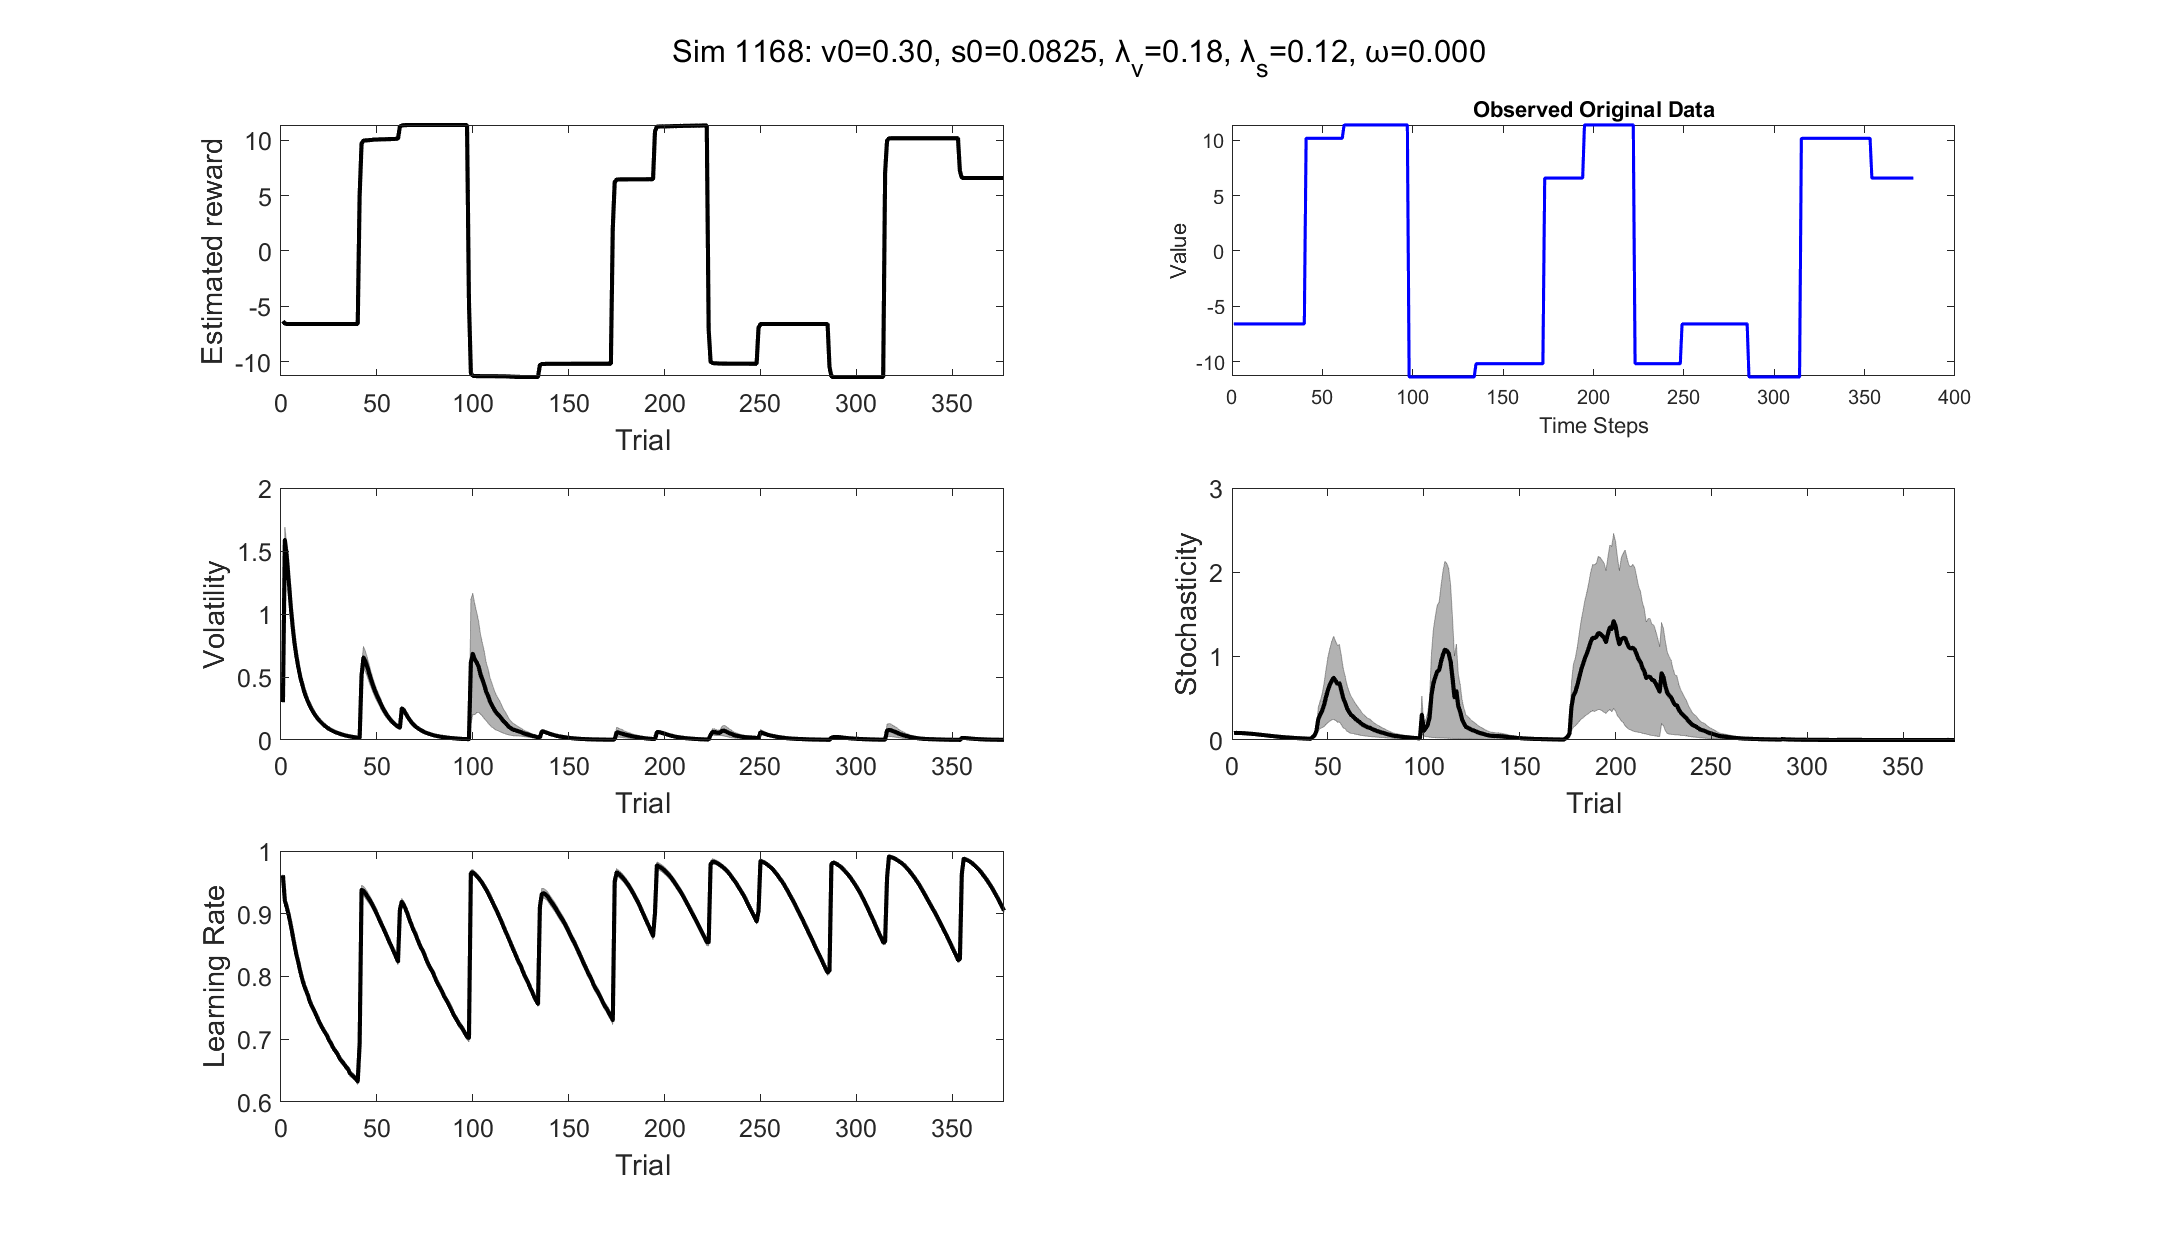 Sim 1168: v0=0.30, s0=0.0825, λv=0.18, λs=0.12, ω=0.000
Estimated reward
10
5
0
-5
-10
0 50 100 150 200 250 300 350
Trial
Observed Original Data
Value
10
5
0
-5
-10
0 50 100 150 200 250 300 350 400
Time Steps
Volatility
2
1.5
1
0.5
0
0 50 100 150 200 250 300 350
Trial
Stochasticity
3
2
1
0
0 50 100 150 200 250 300 350
Trial
Learning Rate
1
0.9
0.8
0.7
0.6
0 50 100 150 200 250 300 350
Trial